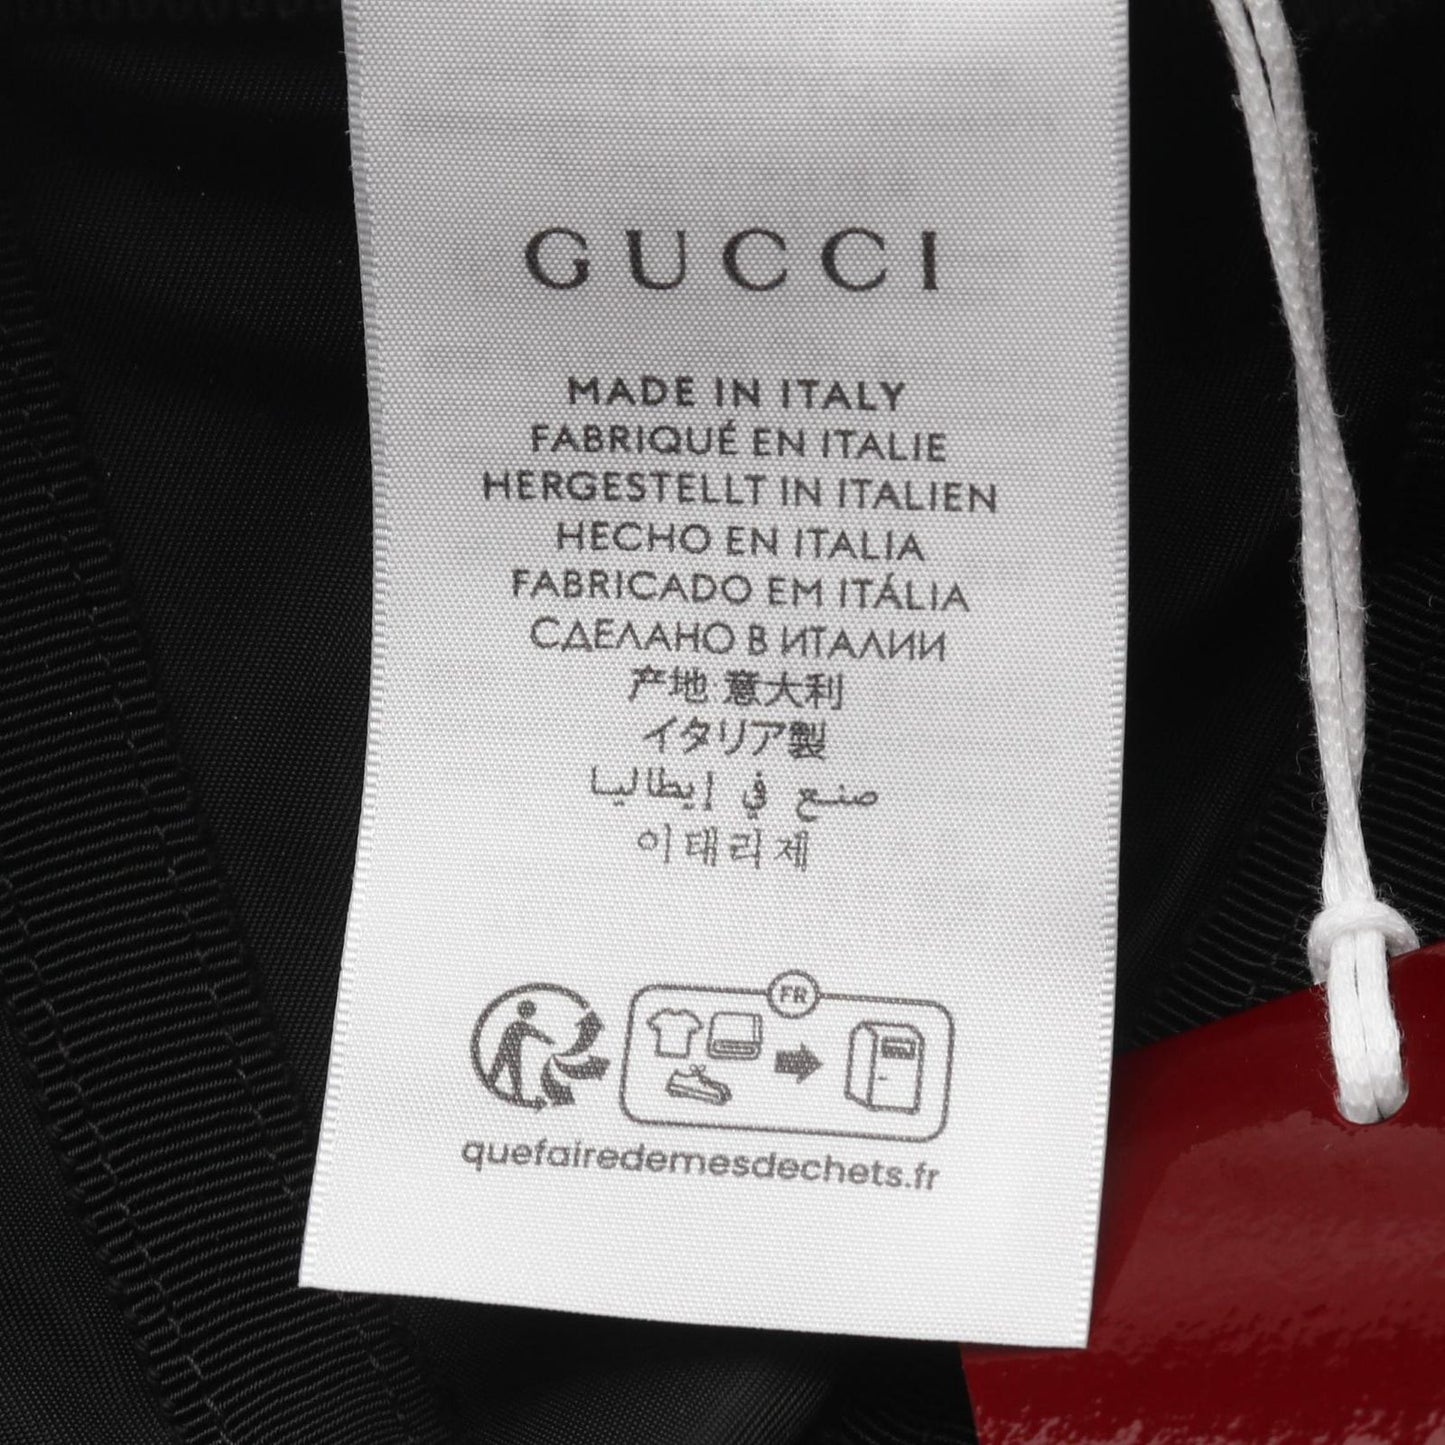 GUCCI
MADE IN ITALY
FABRIQUÉ EN ITALIE
HERGESTELLT IN ITALIEN
HECHO EN ITALIA
FABRICADO EM ITÁLIA
СДЕЛАНО В ИТАЛИИ
产地 意大利
イタリア製
صنع في إيطاليا
이태리제
FR
quefairedemesdechets.fr